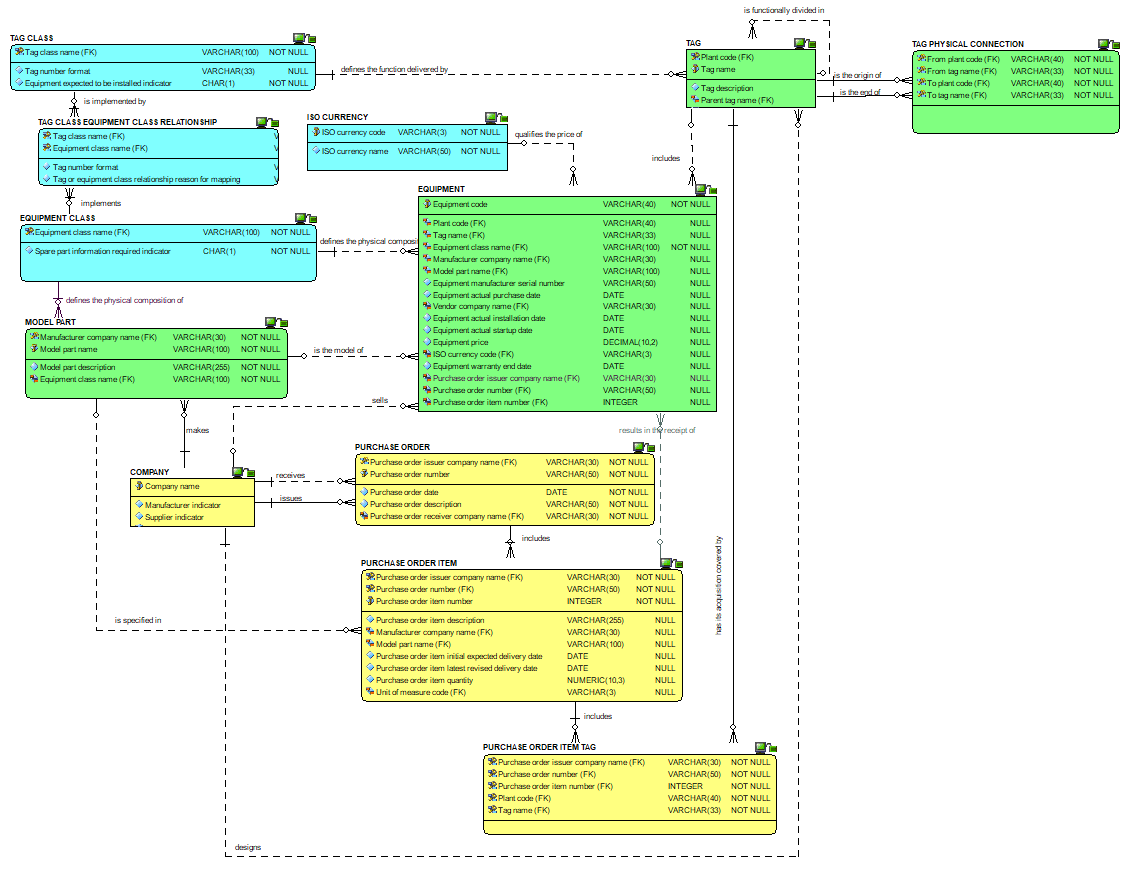 is functionally divided in
TAG CLASS
Tag class name (FK) VARCHAR(100) NOT NULL
Tag number format VARCHAR(33) NULL
Equipment expected to be installed indicator CHAR(1) NOT NULL
defines the function delivered by
TAG
Plant code (FK)
Tag name
Tag description
Parent tag name (FK)
is the origin of
is the end of
TAG PHYSICAL CONNECTION
From plant code (FK) VARCHAR(40) NOT NULL
From tag name (FK) VARCHAR(33) NOT NULL
To plant code (FK) VARCHAR(40) NOT NULL
To tag name (FK) VARCHAR(33) NOT NULL
is implemented by
TAG CLASS EQUIPMENT CLASS RELATIONSHIP
Tag class name (FK) V
Equipment class name (FK) V
Tag number format V
Tag or equipment class relationship reason for mapping V
ISO CURRENCY
ISO currency code VARCHAR(3) NOT NULL
ISO currency name VARCHAR(50) NOT NULL
qualifies the price of
includes
implements
EQUIPMENT CLASS
Equipment class name (FK) VARCHAR(100) NOT NULL
Spare part information required indicator CHAR(1) NOT NULL
defines the physical composit
EQUIPMENT
Equipment code VARCHAR(40) NOT NULL
Plant code (FK) VARCHAR(40) NULL
Tag name (FK) VARCHAR(33) NULL
Equipment class name (FK) VARCHAR(100) NOT NULL
Manufacturer company name (FK) VARCHAR(30) NULL
Model part name (FK) VARCHAR(100) NULL
Equipment manufacturer serial number VARCHAR(50) NULL
Equipment actual purchase date DATE NULL
Vendor company name (FK) VARCHAR(30) NULL
Equipment actual installation date DATE NULL
Equipment actual startup date DATE NULL
Equipment price DECIMAL(10,2) NULL
ISO currency code (FK) VARCHAR(3) NULL
Equipment warranty end date DATE NULL
Purchase order issuer company name (FK) VARCHAR(30) NULL
Purchase order number (FK) VARCHAR(50) NULL
Purchase order item number (FK) INTEGER NULL
defines the physical composition of
MODEL PART
Manufacturer company name (FK) VARCHAR(30) NOT NULL
Model part name VARCHAR(100) NOT NULL
Model part description VARCHAR(255) NOT NULL
Equipment class name (FK) VARCHAR(100) NOT NULL
is the model of
sells
makes
results in the receipt of
COMPANY
Company name
Manufacturer indicator
Supplier indicator
receives
issues
PURCHASE ORDER
Purchase order issuer company name (FK) VARCHAR(30) NOT NULL
Purchase order number VARCHAR(50) NOT NULL
Purchase order date DATE NOT NULL
Purchase order description VARCHAR(50) NOT NULL
Purchase order receiver company name (FK) VARCHAR(30) NOT NULL
includes
has its acquisition covered by
PURCHASE ORDER ITEM
Purchase order issuer company name (FK) VARCHAR(30) NOT NULL
Purchase order number (FK) VARCHAR(50) NOT NULL
Purchase order item number INTEGER NOT NULL
Purchase order item description VARCHAR(255) NULL
Manufacturer company name (FK) VARCHAR(30) NULL
Model part name (FK) VARCHAR(100) NULL
Purchase order item initial expected delivery date DATE NULL
Purchase order item latest revised delivery date DATE NULL
Purchase order item quantity NUMERIC(10,3) NULL
Unit of measure code (FK) VARCHAR(3) NULL
is specified in
includes
PURCHASE ORDER ITEM TAG
Purchase order issuer company name (FK) VARCHAR(30) NOT NULL
Purchase order number (FK) VARCHAR(50) NOT NULL
Purchase order item number (FK) INTEGER NOT NULL
Plant code (FK) VARCHAR(40) NOT NULL
Tag name (FK) VARCHAR(33) NOT NULL
designs